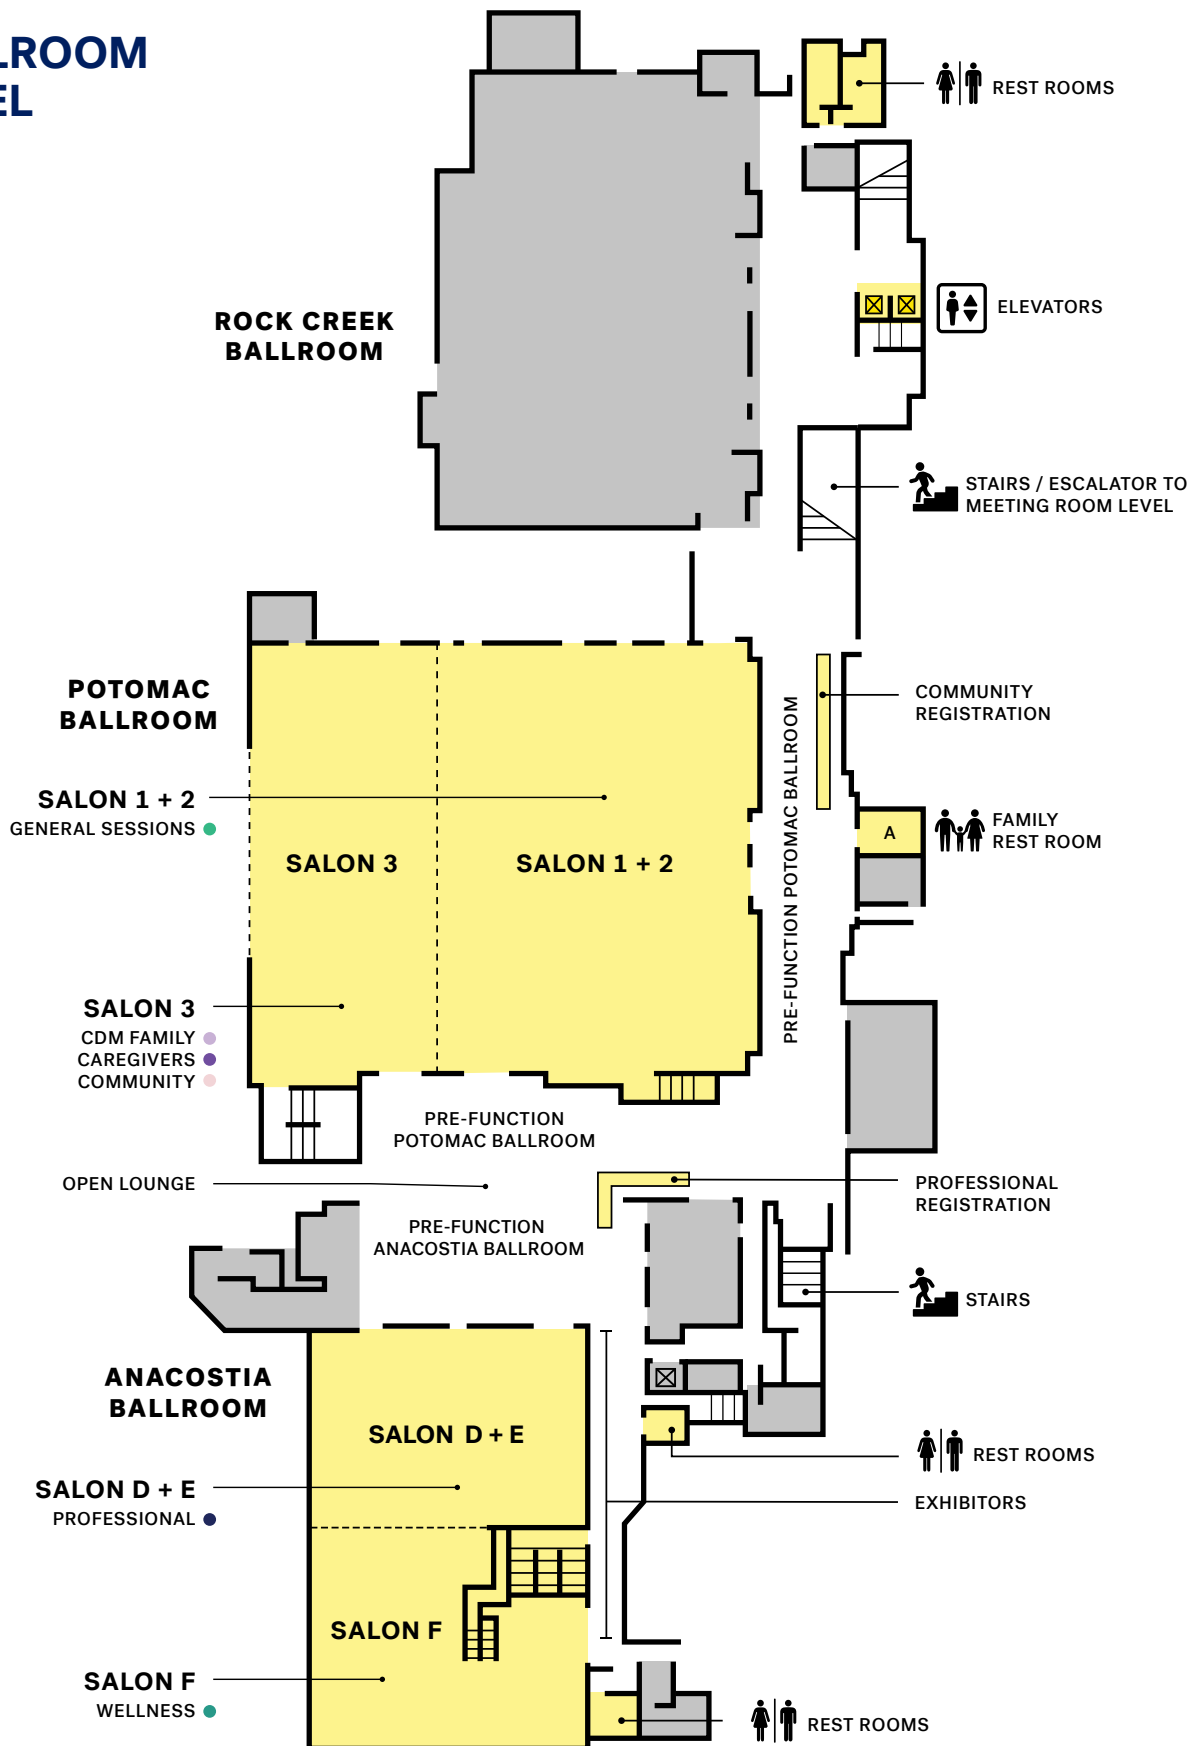 LROOM
EL
REST ROOMS
ELEVATORS
ROCK CREEK
BALLROOM
STAIRS / ESCALATOR TO
MEETING ROOM LEVEL
POTOMAC
BALLROOM
COMMUNITY
REGISTRATION
PRE-FUNCTION POTOMAC BALLROOM
SALON 1 + 2
GENERAL SESSIONS
SALON 3
SALON 1 + 2
A
FAMILY
REST ROOM
SALON 3
CDM FAMILY
CAREGIVERS
COMMUNITY
PRE-FUNCTION
POTOMAC BALLROOM
OPEN LOUNGE
PROFESSIONAL
REGISTRATION
PRE-FUNCTION
ANACOSTIA BALLROOM
STAIRS
ANACOSTIA
BALLROOM
SALON D + E
REST ROOMS
SALON D + E
PROFESSIONAL
EXHIBITORS
SALON F
SALON F
WELLNESS
REST ROOMS